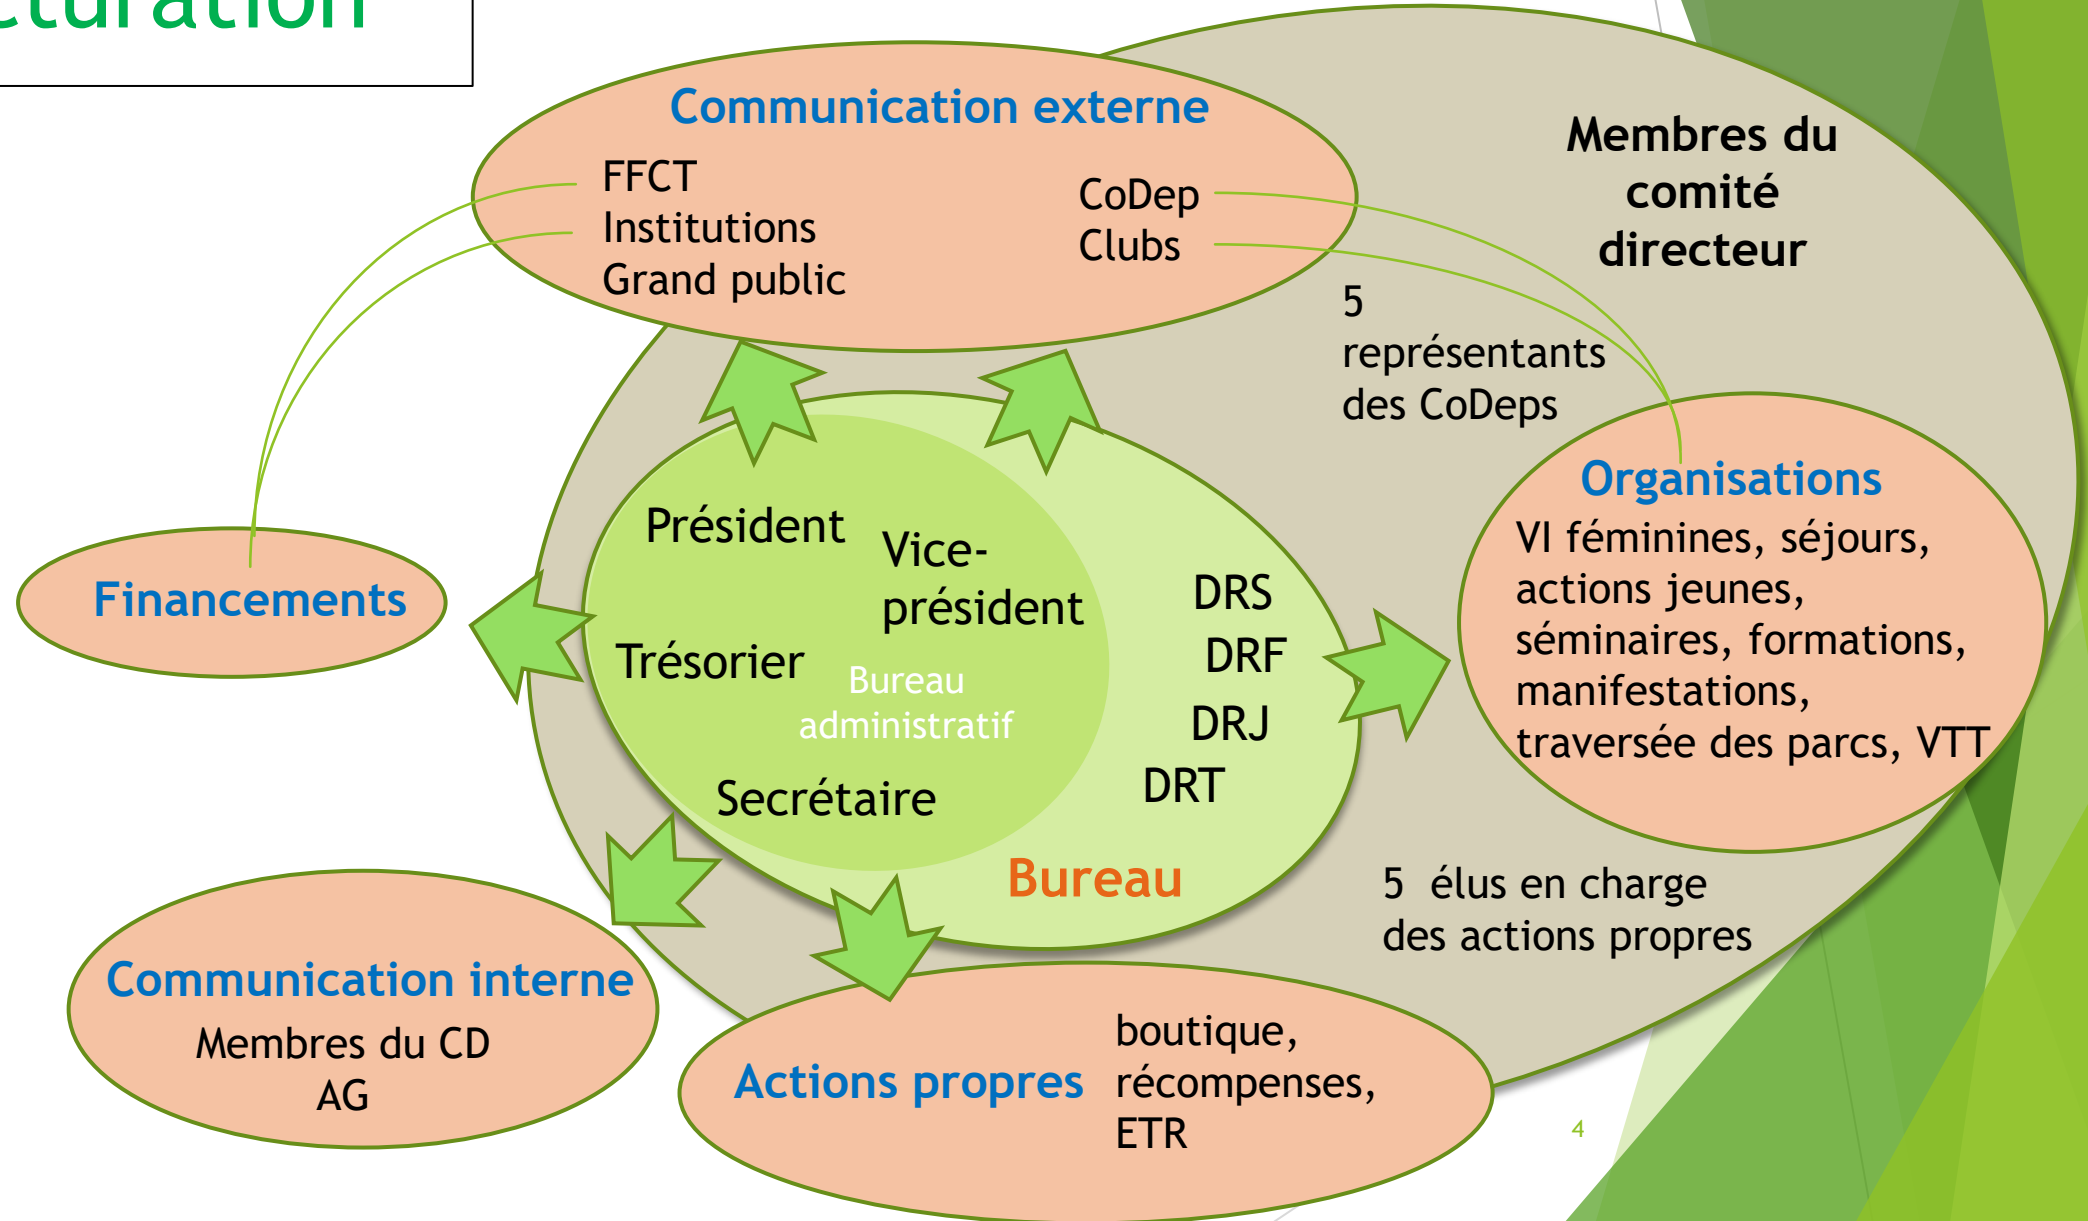 Communication externe
FFCT
Institutions
Grand public
CoDep
Clubs
Membres du
comité
directeur
5
représentants
des CoDeps
Organisations
VI féminines, séjours,
actions jeunes,
séminaires, formations,
manifestations,
traversée des parcs, VTT
Président
Vice-
président
Trésorier
Bureau
administratif
Secrétaire
DRS
DRF
DRJ
DRT
Bureau
Financements
5 élus en charge
des actions propres
Communication interne
Membres du CD
AG
Actions propres
boutique,
récompenses,
ETR
4